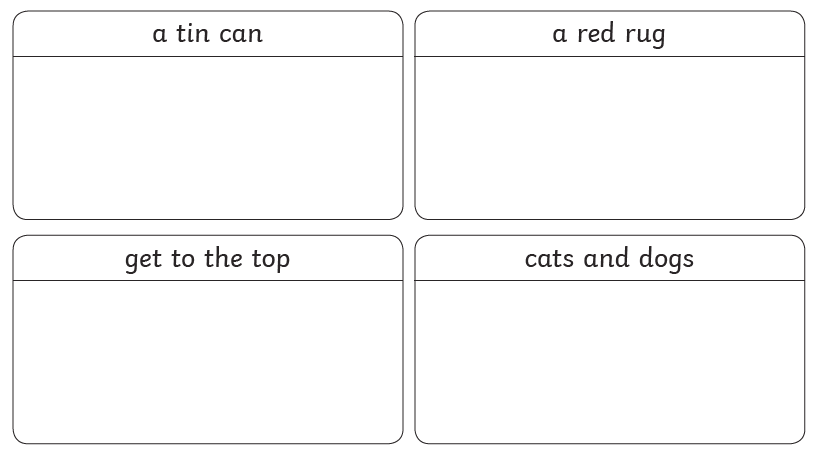 a tin can
a red rug
get to the top
cats and dogs